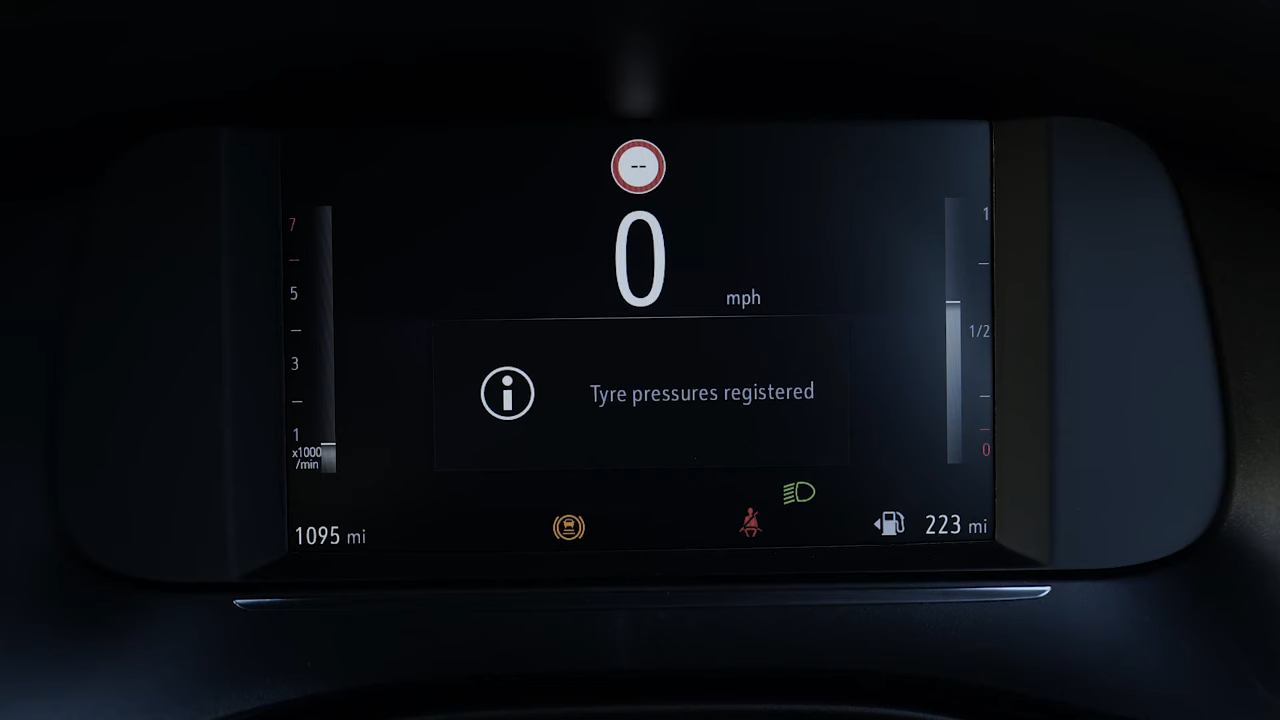 --
0
mph
7
5
3
1
x1000
/min
1
1/2
0
Tyre pressures registered
1095 mi
223 mi